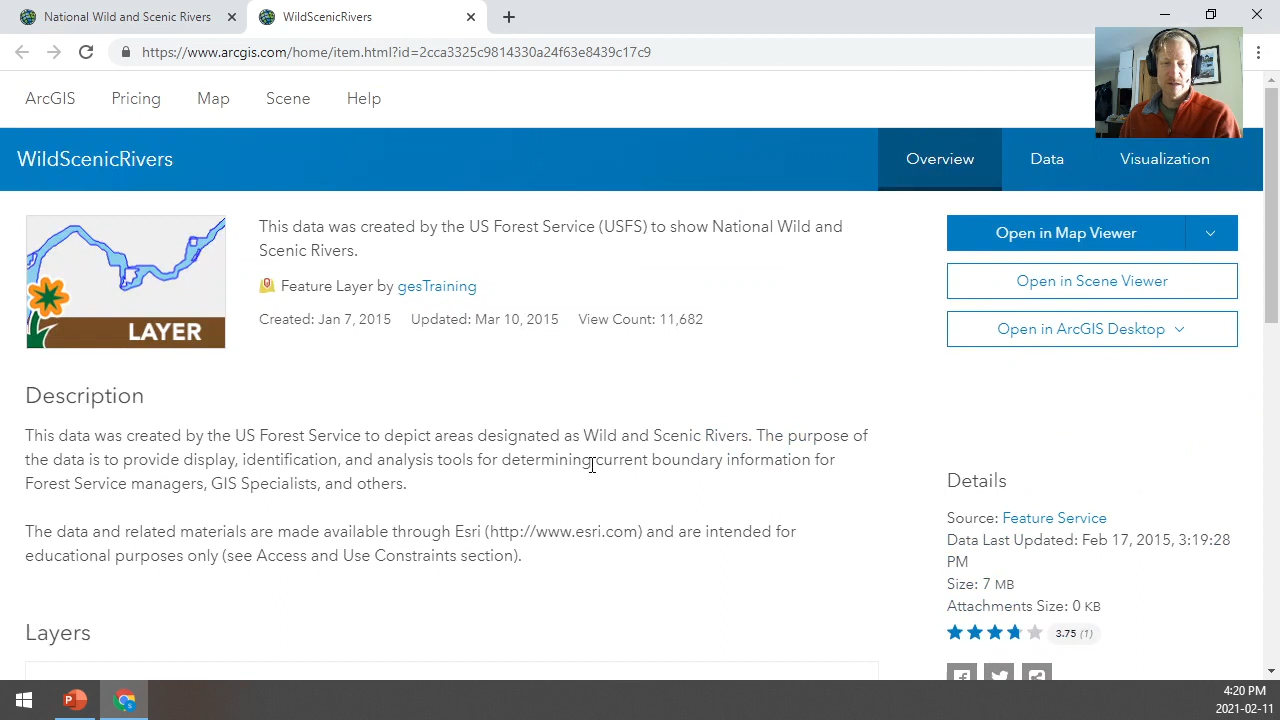 National Wild and Scenic Rivers
WildScenicRivers
https://www.arcgis.com/home/item.html?id=2cca3325c9814330a24f63e8439c17c9
ArcGIS
Pricing
Map
Scene
Help
WildScenicRivers
Overview
Data
Visualization
LAYER
This data was created by the US Forest Service (USFS) to show National Wild and
Scenic Rivers.
Feature Layer by gesTraining
Created: Jan 7, 2015 Updated: Mar 10, 2015 View Count: 11,682
Open in Map Viewer
Open in Scene Viewer
Open in ArcGIS Desktop
Description
This data was created by the US Forest Service to depict areas designated as Wild and Scenic Rivers. The purpose of
the data is to provide display, identification, and analysis tools for determining current boundary information for
Forest Service managers, GIS Specialists, and others.
The data and related materials are made available through Esri (http://www.esri.com) and are intended for
educational purposes only (see Access and Use Constraints section).
Layers
Details
Source: Feature Service
Data Last Updated: Feb 17, 2015, 3:19:28
PM
Size: 7 MB
Attachments Size: 0 KB
3.75 (1)
4:20 PM
2021-02-11